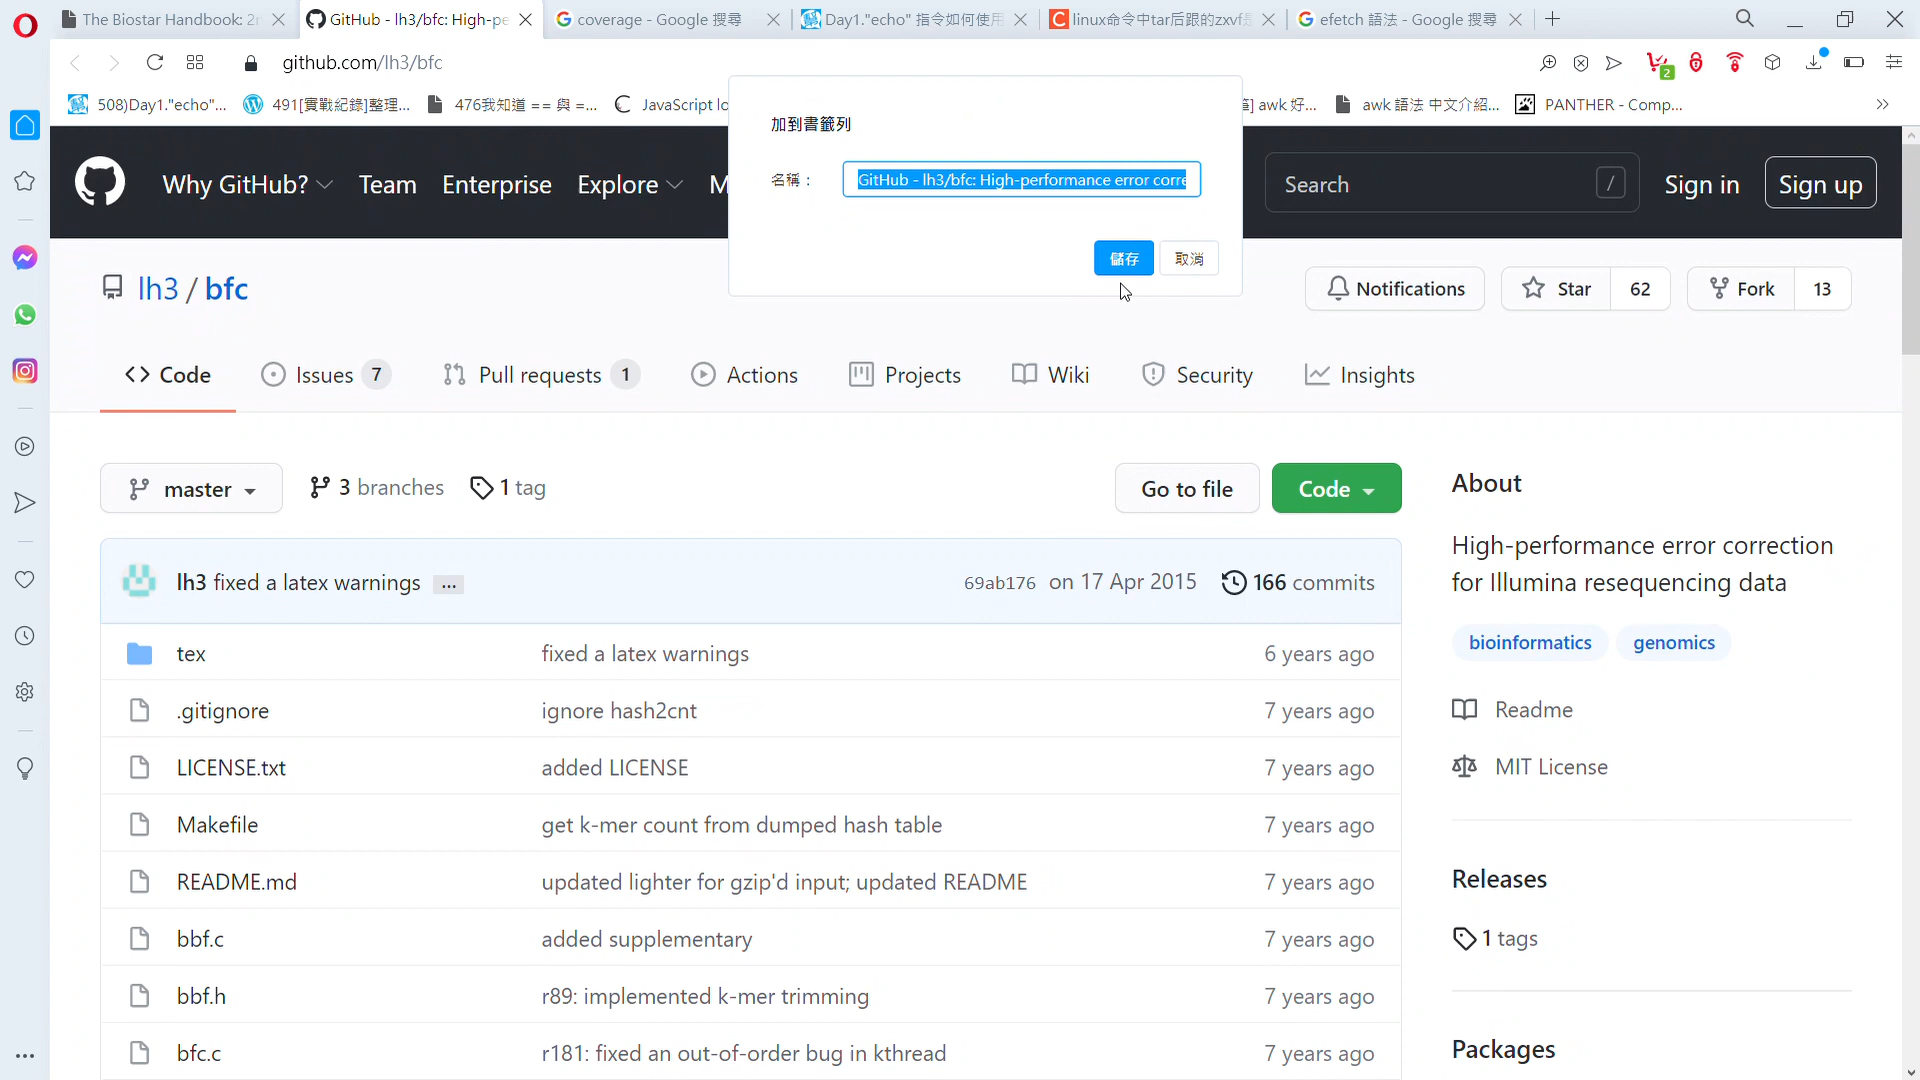 The Biostar Handbook: 2n
GitHub - lh3/bfc: High-pe
coverage - Google 搜尋
Day1."echo" 指令如何使用
linux命令中tar后跟的zxvf是
efetch 語法 - Google 搜尋
github.com/lh3/bfc
2
508)Day1."echo"...
491[實戰紀錄]整理...
476我知道 == 與 =...
JavaScript lo
] awk 好...
awk 語法 中文介紹...
PANTHER - Comp...
加到書籤列
名稱：
GitHub - lh3/bfc: High-performance error corre
儲存
取消
Why GitHub?
Team
Enterprise
Explore
M
Search
/
Sign in
Sign up
lh3 / bfc
Notifications
Star 62
Fork 13
Code
Issues 7
Pull requests 1
Actions
Projects
Wiki
Security
Insights
master
3 branches
1 tag
Go to file
Code
About
High-performance error correction
for Illumina resequencing data
bioinformatics
genomics
Readme
MIT License
Releases
1 tags
Packages
lh3 fixed a latex warnings ...
69ab176 on 17 Apr 2015
166 commits
tex fixed a latex warnings 6 years ago
.gitignore ignore hash2cnt 7 years ago
LICENSE.txt added LICENSE 7 years ago
Makefile get k-mer count from dumped hash table 7 years ago
README.md updated lighter for gzip'd input; updated README 7 years ago
bbf.c added supplementary 7 years ago
bbf.h r89: implemented k-mer trimming 7 years ago
bfc.c r181: fixed an out-of-order bug in kthread 7 years ago